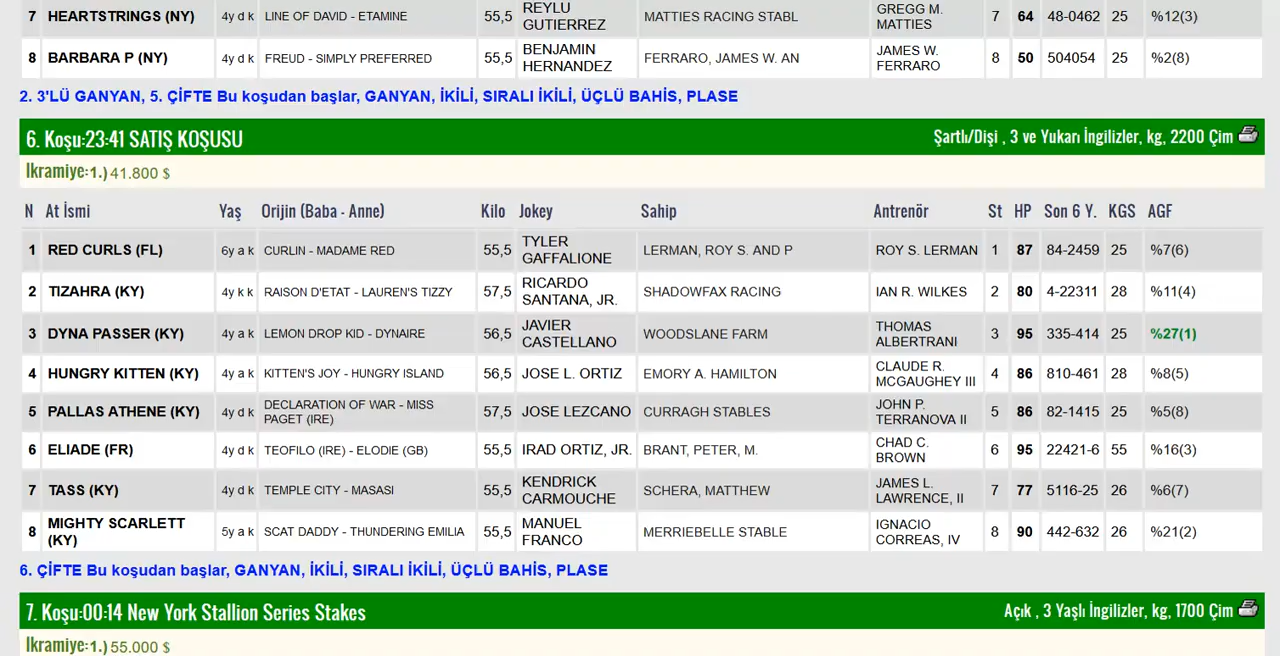 7 HEARTSTRINGS (NY) 4y d k LINE OF DAVID - ETAMINE 55,5 REYLU GUTIERREZ MATTIES RACING STABL GREGG M. MATTIES 7 64 48-0462 25 %12(3)
8 BARBARA P (NY) 4y d k FREUD - SIMPLY PREFERRED 55,5 BENJAMIN HERNANDEZ FERRARO, JAMES W. AN JAMES W. FERRARO 8 50 504054 25 %2(8)
2. 3'LÜ GANYAN, 5. ÇİFTE Bu koşudan başlar, GANYAN, İKİLİ, SIRALI İKİLİ, ÜÇLÜ BAHİS, PLASE
6. Koşu:23:41 SATIŞ KOŞUSU Şartlı/Dişi , 3 ve Yukarı İngilizler, kg, 2200 Çim
İkramiye:1.) 41.800 $
N At İsmi Yaş Orijin (Baba - Anne) Kilo Jokey Sahip Antrenör St HP Son 6 Y. KGS AGF
1 RED CURLS (FL) 6y a k CURLIN - MADAME RED 55,5 TYLER GAFFALIONE LERMAN, ROY S. AND P ROY S. LERMAN 1 87 84-2459 25 %7(6)
2 TIZAHRA (KY) 4y k k RAISON D'ETAT - LAUREN'S TIZZY 57,5 RICARDO SANTANA, JR. SHADOWFAX RACING IAN R. WILKES 2 80 4-22311 28 %11(4)
3 DYNA PASSER (KY) 4y a k LEMON DROP KID - DYNAIRE 56,5 JAVIER CASTELLANO WOODSLANE FARM THOMAS ALBERTRANI 3 95 335-414 25 %27(1)
4 HUNGRY KITTEN (KY) 4y a k KITTEN'S JOY - HUNGRY ISLAND 56,5 JOSE L. ORTIZ EMORY A. HAMILTON CLAUDE R. MCGAUGHEY III 4 86 810-461 28 %8(5)
5 PALLAS ATHENE (KY) 4y d k DECLARATION OF WAR - MISS PAGET (IRE) 57,5 JOSE LEZCANO CURRAGH STABLES JOHN P. TERRANOVA II 5 86 82-1415 25 %5(8)
6 ELIADE (FR) 4y d k TEOFILO (IRE) - ELODIE (GB) 55,5 IRAD ORTIZ, JR. BRANT, PETER, M. CHAD C. BROWN 6 95 22421-6 55 %16(3)
7 TASS (KY) 4y d k TEMPLE CITY - MASASI 55,5 KENDRICK CARMOUCHE SCHERA, MATTHEW JAMES L. LAWRENCE, II 7 77 5116-25 26 %6(7)
8 MIGHTY SCARLETT (KY) 5y a k SCAT DADDY - THUNDERING EMILIA 55,5 MANUEL FRANCO MERRIEBELLE STABLE IGNACIO CORREAS, IV 8 90 442-632 26 %21(2)
6. ÇİFTE Bu koşudan başlar, GANYAN, İKİLİ, SIRALI İKİLİ, ÜÇLÜ BAHİS, PLASE
7. Koşu:00:14 New York Stallion Series Stakes Açık , 3 Yaşlı İngilizler, kg, 1700 Çim
İkramiye:1.) 55.000 $